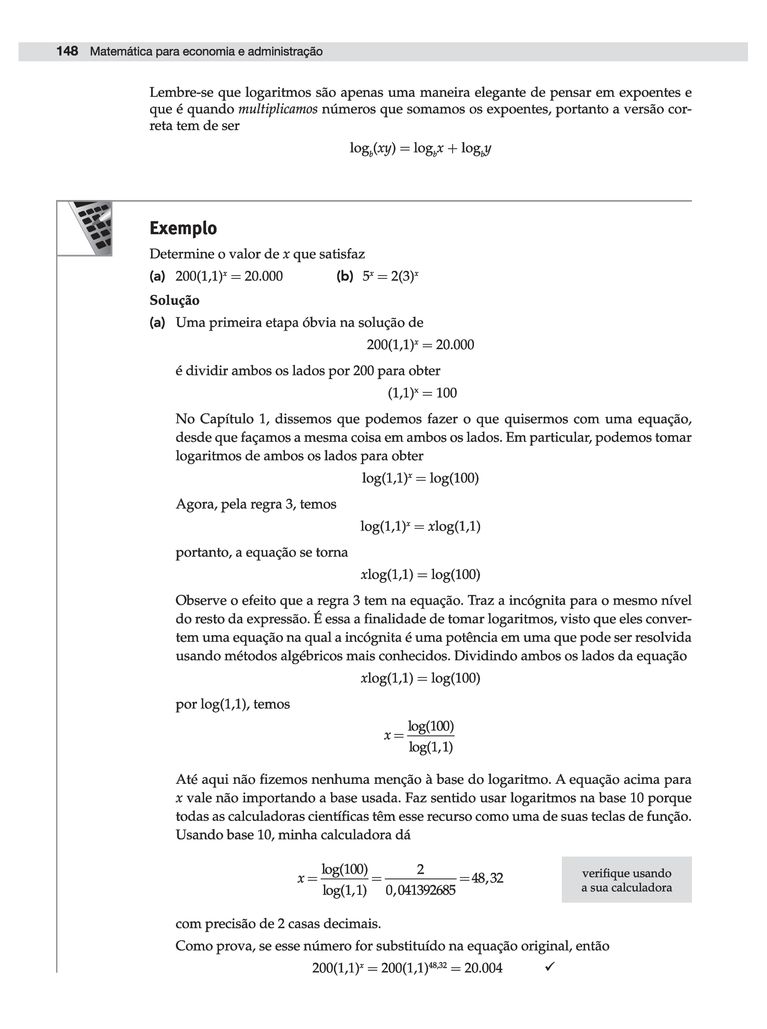 148 Matemática para economia e administração
Lembre-se que logaritmos são apenas uma maneira elegante de pensar em expoentes e
que é quando multiplicamos números que somamos os expoentes, portanto a versão cor-
reta tem de ser
log_b(xy) = log_b x + log_b y
Exemplo
Determine o valor de x que satisfaz
(a) 200(1,1)^x = 20.000 (b) 5^x = 2(3)^x
Solução
(a) Uma primeira etapa óbvia na solução de
200(1,1)^x = 20.000
é dividir ambos os lados por 200 para obter
(1,1)^x = 100
No Capítulo 1, dissemos que podemos fazer o que quisermos com uma equação,
desde que façamos a mesma coisa em ambos os lados. Em particular, podemos tomar
logaritmos de ambos os lados para obter
log(1,1)^x = log(100)
Agora, pela regra 3, temos
log(1,1)^x = xlog(1,1)
portanto, a equação se torna
xlog(1,1) = log(100)
Observe o efeito que a regra 3 tem na equação. Traz a incógnita para o mesmo nível
do resto da expressão. É essa a finalidade de tomar logaritmos, visto que eles conver-
tem uma equação na qual a incógnita é uma potência em uma que pode ser resolvida
usando métodos algébricos mais conhecidos. Dividindo ambos os lados da equação
xlog(1,1) = log(100)
por log(1,1), temos
x = log(100)/log(1,1)
Até aqui não fizemos nenhuma menção à base do logaritmo. A equação acima para
x vale não importando a base usada. Faz sentido usar logaritmos na base 10 porque
todas as calculadoras científicas têm esse recurso como uma de suas teclas de função.
Usando base 10, minha calculadora dá
x = log(100)/log(1,1) = 2/0,041392685 = 48,32
verifique usando
a sua calculadora
com precisão de 2 casas decimais.
Como prova, se esse número for substituído na equação original, então
200(1,1)^x = 200(1,1)^48,32 = 20.004 ✓